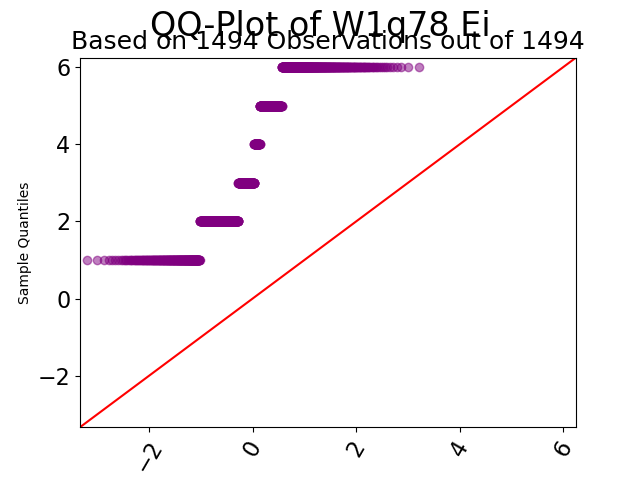 QQ-Plot of W1q78 Ei
Based on 1494 Observations out of 1494
6
4
2
0
−2
Sample Quantiles
−2 0 2 4 6